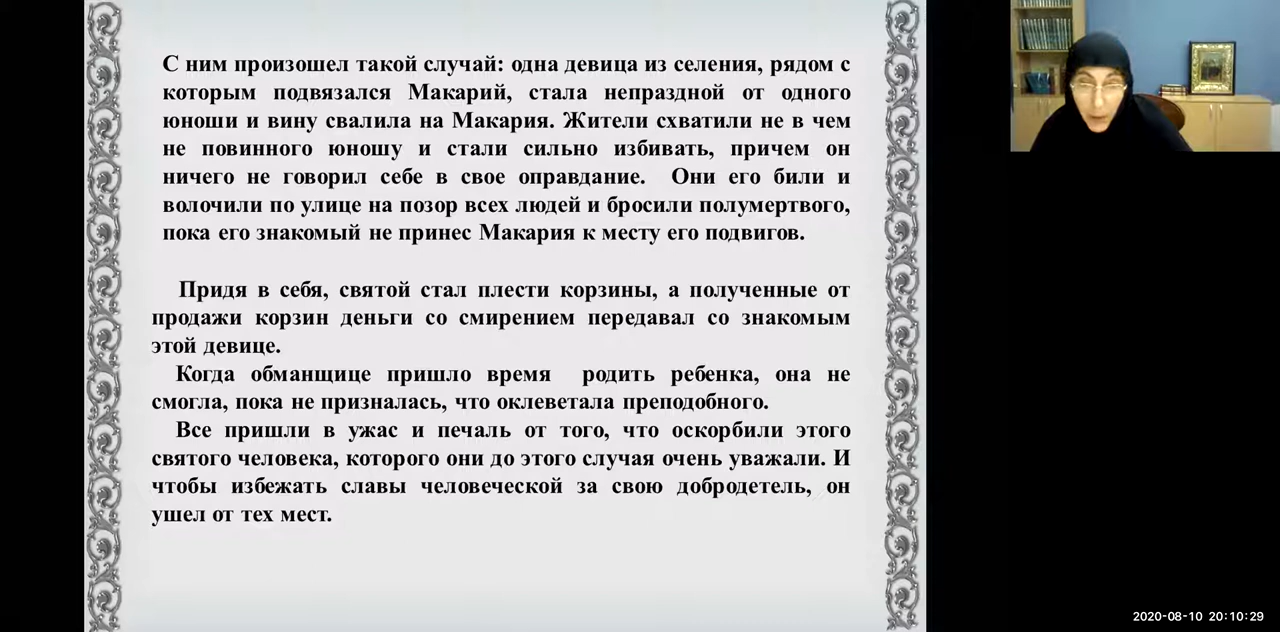 С ним произошел такой случай: одна девица из селения, рядом с
которым подвязался Макарий, стала непраздной от одного
юноши и вину свалила на Макария. Жители схватили не в чем
не повинного юношу и стали сильно избивать, причем он
ничего не говорил себе в свое оправдание. Они его били и
волочили по улице на позор всех людей и бросили полумертвого,
пока его знакомый не принес Макария к месту его подвигов.
Придя в себя, святой стал плести корзины, а полученные от
продажи корзин деньги со смирением передавал со знакомым
этой девице.
Когда обманщице пришло время родить ребенка, она не
смогла, пока не призналась, что оклеветала преподобного.
Все пришли в ужас и печаль от того, что оскорбили этого
святого человека, которого они до этого случая очень уважали. И
чтобы избежать славы человеческой за свою добродетель, он
ушел от тех мест.
2020-08-10 20:10:29